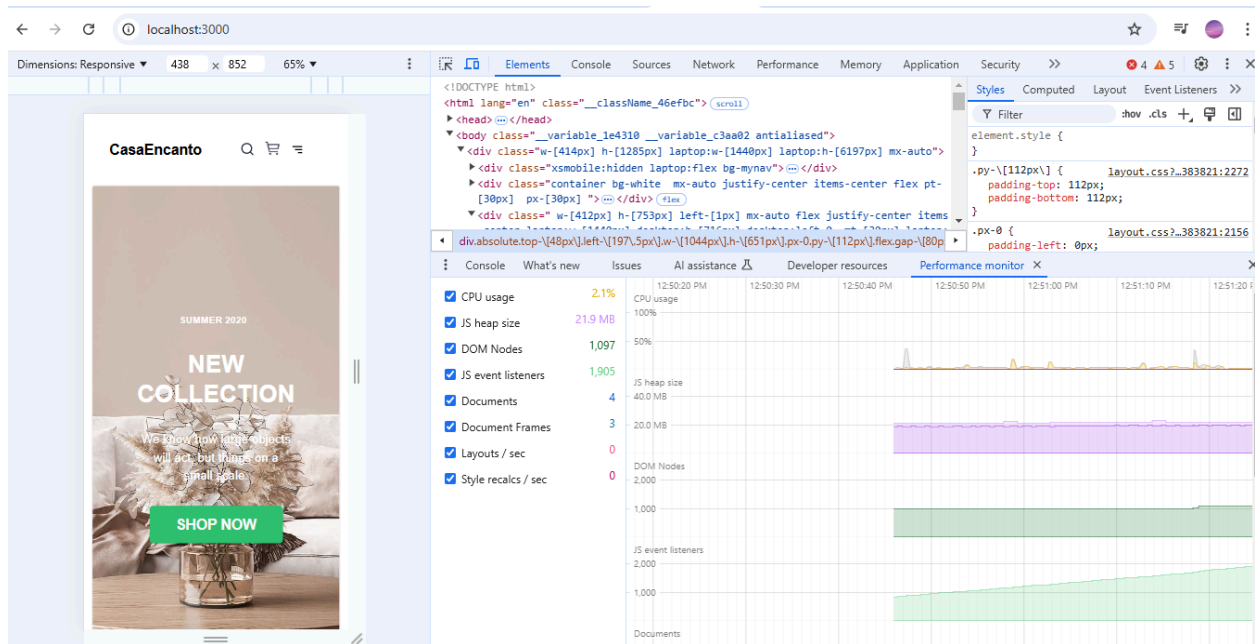 localhost:3000
Dimensions: Responsive ▼ 438 x 852 65% ▼
Elements Console Sources Network Performance Memory Application Security 4 5
CasaEncanto
SUMMER 2020
NEW
COLLECTION
We know how large objects
will act, but things on a
small scale.
SHOP NOW
<!DOCTYPE html>
<html lang="en" class="__className_46efbc"> scroll
<head> </head>
<body class="__variable_1e4310 __variable_c3aa02 antialiased">
<div class="w-[414px] h-[1285px] laptop:w-[1440px] laptop:h-[6197px] mx-auto">
<div class="xsmobile:hidden laptop:flex bg-mynav"> </div>
<div class="container bg-white mx-auto justify-center items-center flex pt-
[30px] px-[30px] "> </div> flex
<div class=" w-[412px] h-[753px] left-[1px] mx-auto flex justify-center items
div.absolute.top-\[48px\].left-\[197\.5px\].w-\[1044px\].h-\[651px\].px-0.py-\[112px\].flex.gap-\[80p
Styles Computed Layout Event Listeners
Filter :hov .cls
element.style {
}
.py-\[112px\] { layout.css?…383821:2272
padding-top: 112px;
padding-bottom: 112px;
}
.px-0 { layout.css?…383821:2156
padding-left: 0px;
Console What's new Issues AI assistance Developer resources Performance monitor
CPU usage 2.1%
JS heap size 21.9 MB
DOM Nodes 1,097
JS event listeners 1,905
Documents 4
Document Frames 3
Layouts / sec 0
Style recalcs / sec 0
12:50:20 PM 12:50:30 PM 12:50:40 PM 12:50:50 PM 12:51:00 PM 12:51:10 PM 12:51:20
CPU usage
100%
50%
JS heap size
40.0 MB
20.0 MB
DOM Nodes
2,000
1,000
JS event listeners
2,000
1,000
Documents